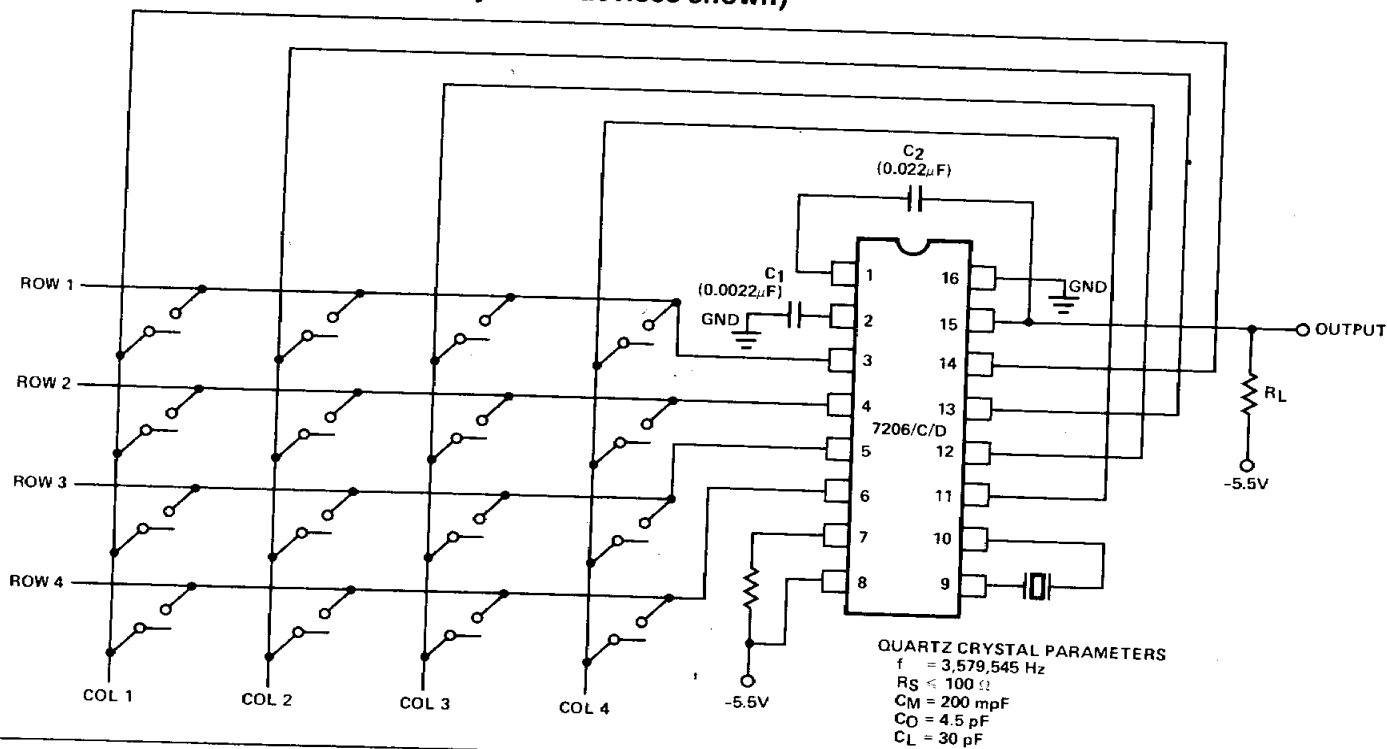 devices shown)
C2
(0.022μF)
C1
(0.0022μF)
GND
GND
ROW 1
ROW 2
ROW 3
ROW 4
1
2
3
4
5
6
7
8
16
15
14
13
12
11
10
9
7206/C/D
OUTPUT
RL
-5.5V
-5.5V
COL 1
COL 2
COL 3
COL 4
QUARTZ CRYSTAL PARAMETERS
f = 3,579,545 Hz
RS ≤ 100 Ω
CM = 200 mpF
CO = 4.5 pF
CL = 30 pF